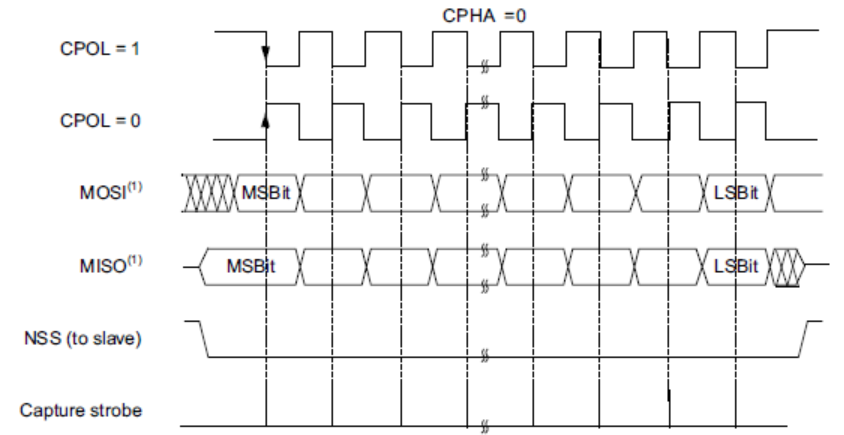 CPHA =0
CPOL = 1
CPOL = 0
MOSI(1) MSBit LSBit
MISO(1) MSBit LSBit
NSS (to slave)
Capture strobe